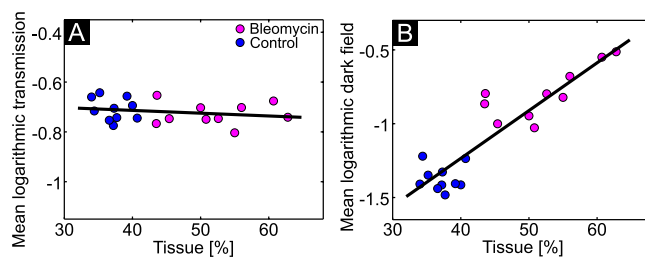 A
Bleomycin
Control
Mean logarithmic transmission
-0.4
-0.6
-0.8
-1
30
40
50
60
Tissue [%]
B
Mean logarithmic dark field
-0.5
-1
-1.5
30
40
50
60
Tissue [%]